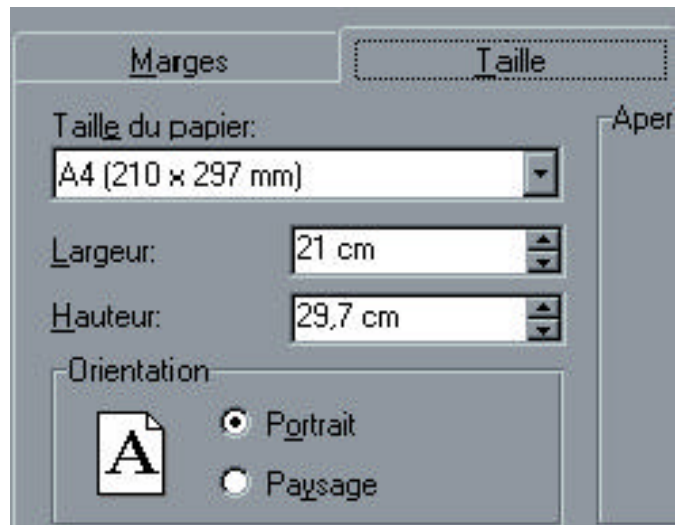 Marges
Taille
Taille du papier:
Aper
A4 (210 x 297 mm)
Largeur:
21 cm
Hauteur:
29,7 cm
Orientation
A
Portrait
Paysage